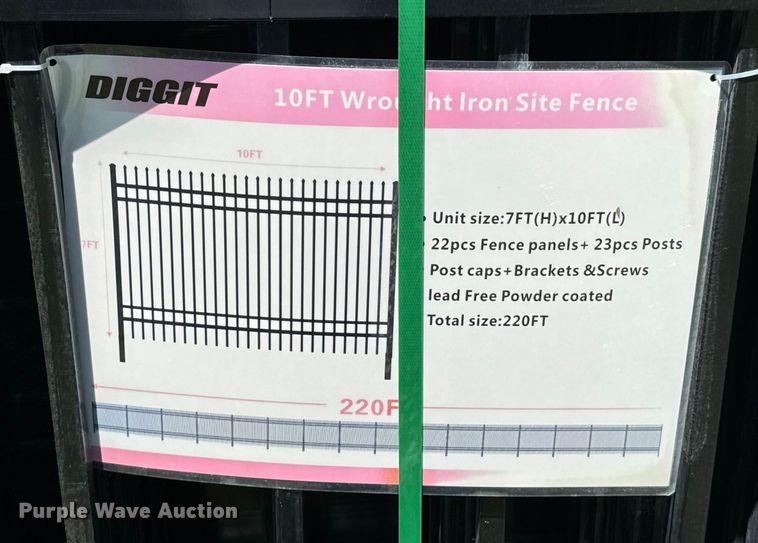 DIGGIT
10FT Wro ht Iron Site Fence
10FT
7FT
Unit size:7FT(H)x10FT(L)
22pcs Fence panels+ 23pcs Posts
Post caps+Brackets &Screws
lead Free Powder coated
Total size:220FT
220F
Purple Wave Auction